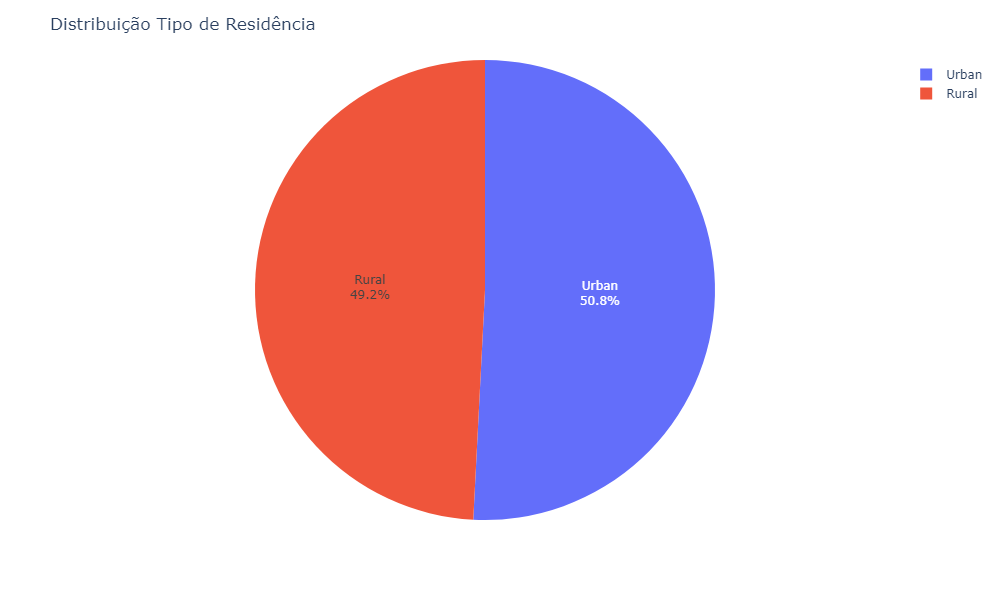 Distribuição Tipo de Residência
Urban
Rural
Rural
49.2%
Urban
50.8%